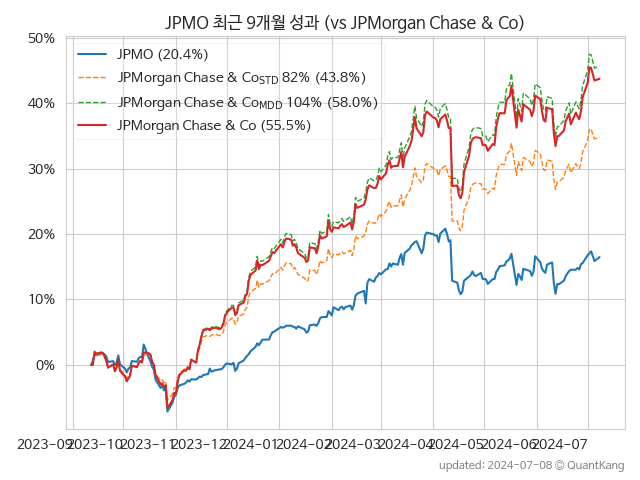 JPMO 최근 9개월 성과 (vs JPMorgan Chase & Co)
50%
40%
30%
20%
10%
0%
JPMO (20.4%)
JPMorgan Chase & CoSTD 82% (43.8%)
JPMorgan Chase & CoMDD 104% (58.0%)
JPMorgan Chase & Co (55.5%)
2023-09 2023-10 2023-11 2023-12 2024-01 2024-02 2024-03 2024-04 2024-05 2024-06 2024-07
updated: 2024-07-08 © QuantKang